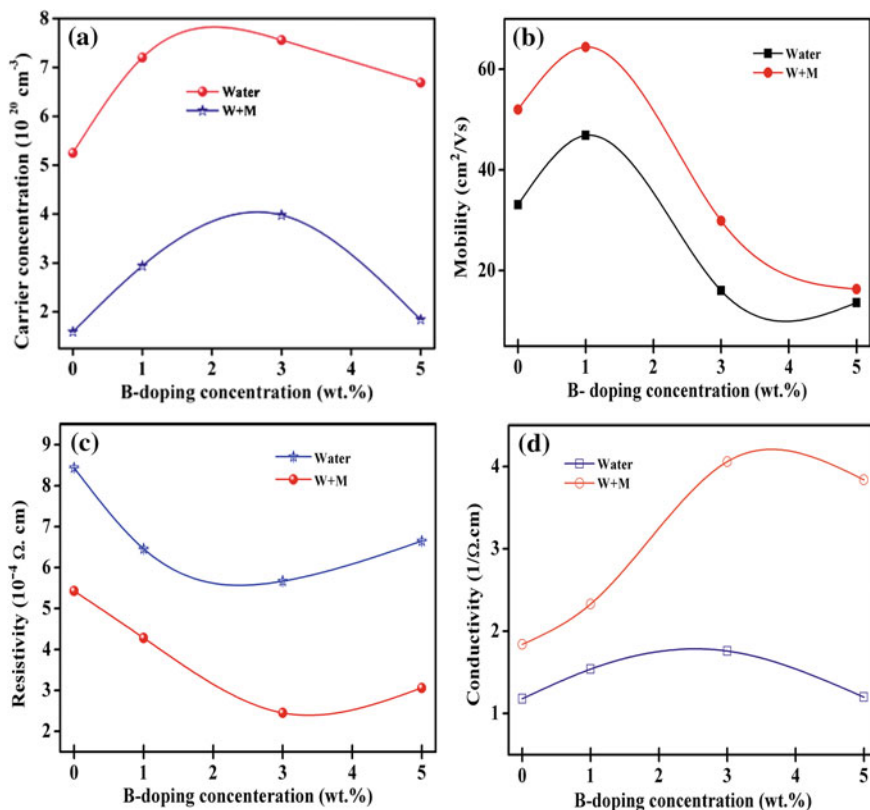 (a)
Water
W+M
Carrier concentration (10 ²⁰ cm⁻³)
8
7
6
5
4
3
2
0 1 2 3 4 5
B-doping concentration (wt.%)
(b)
Water
W+M
Mobility (cm²/Vs)
60
40
20
0 1 2 3 4 5
B- doping concentration (wt.%)
(c)
Water
W+M
Resistivity (10⁻⁴ Ω. cm)
9
8
7
6
5
4
3
2
0 1 2 3 4 5
B-doping concenteration (wt.%)
(d)
Water
W+M
Conductivity (1/Ω.cm)
4
3
2
1
0 1 2 3 4 5
B-doping concentration (wt.%)